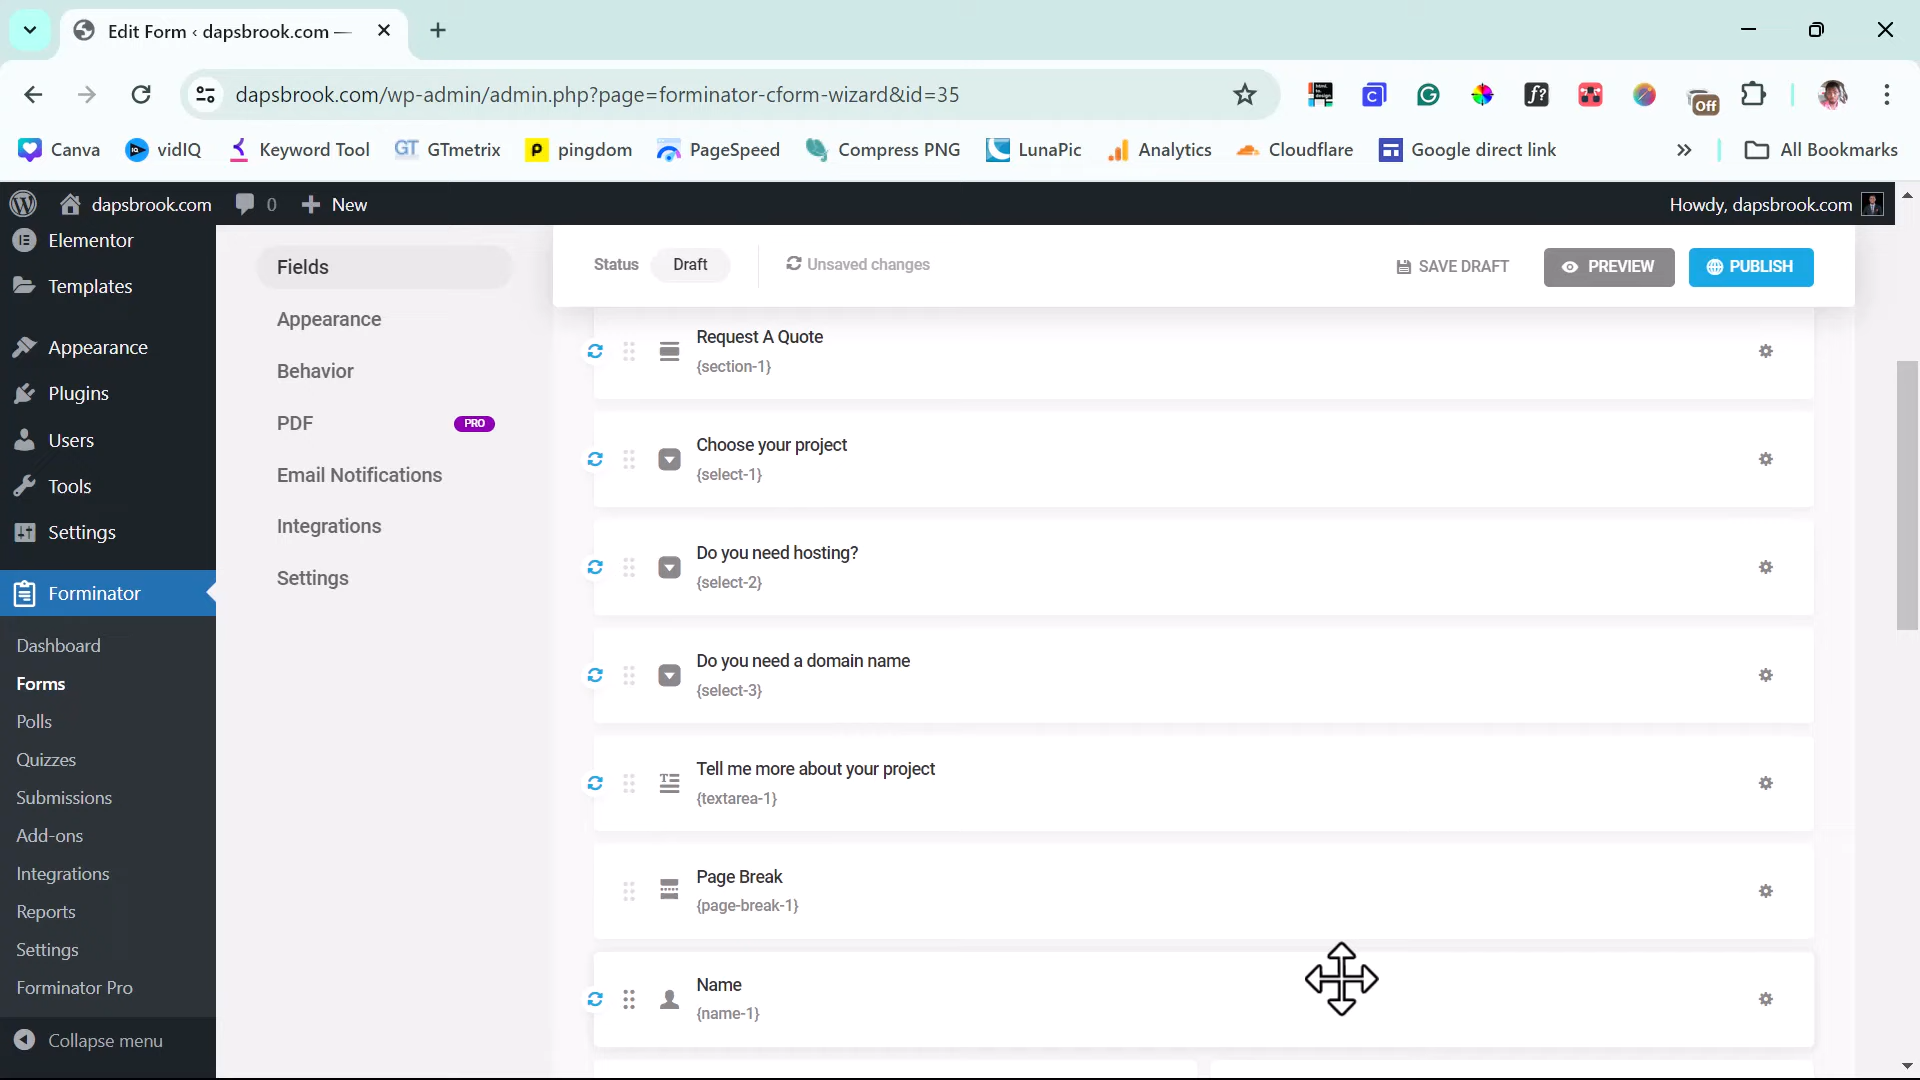 Edit Form ‹ dapsbrook.com —
dapsbrook.com/wp-admin/admin.php?page=forminator-cform-wizard&id=35
f?
Off
Canva
vidIQ
Keyword Tool
GT GTmetrix
p pingdom
PageSpeed
Compress PNG
LunaPic
Analytics
Cloudflare
Google direct link
»
All Bookmarks
dapsbrook.com
0
New
Howdy, dapsbrook.com
Elementor
Templates
Appearance
Plugins
Users
Tools
Settings
Forminator
Dashboard
Forms
Polls
Quizzes
Submissions
Add-ons
Integrations
Reports
Settings
Forminator Pro
Collapse menu
Fields
Appearance
Behavior
PDF PRO
Email Notifications
Integrations
Settings
Status Draft Unsaved changes SAVE DRAFT PREVIEW PUBLISH
Request A Quote
{section-1}
Choose your project
{select-1}
Do you need hosting?
{select-2}
Do you need a domain name
{select-3}
Tell me more about your project
{textarea-1}
Page Break
{page-break-1}
Name
{name-1}